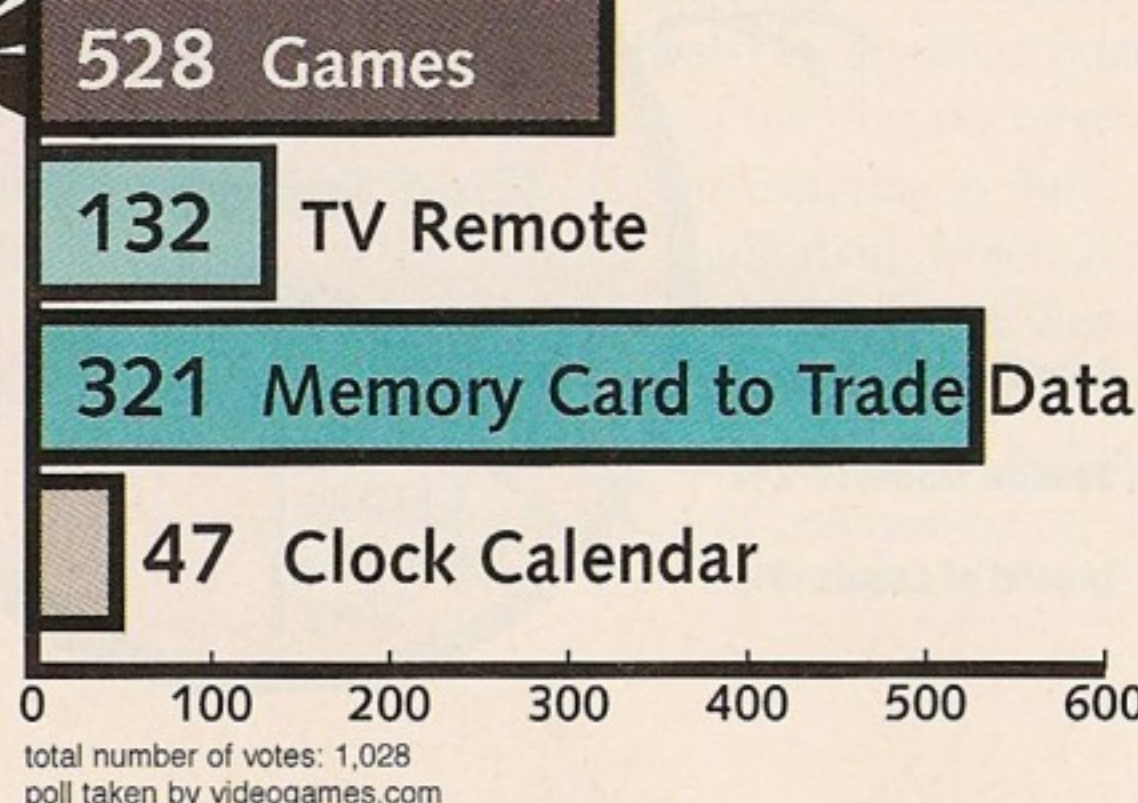 528 Games
132 TV Remote
321 Memory Card to Trade Data
47 Clock Calendar
0 100 200 300 400 500 600
total number of votes: 1,028
poll taken by videogames.com